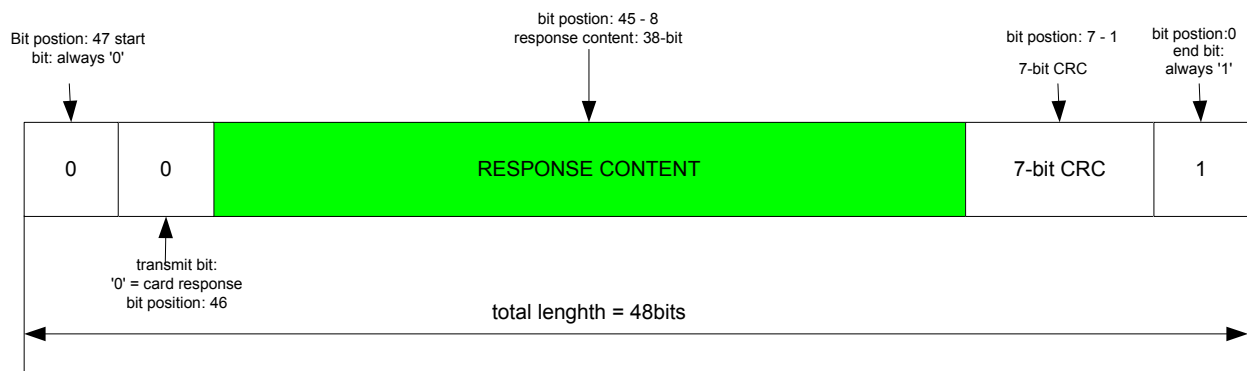 Bit postion: 47 start
bit: always '0'
bit postion: 45 - 8
response content: 38-bit
bit postion: 7 - 1
7-bit CRC
bit postion:0
end bit:
always '1'
0
0
RESPONSE CONTENT
7-bit CRC
1
transmit bit:
'0' = card response
bit position: 46
total lenghth = 48bits